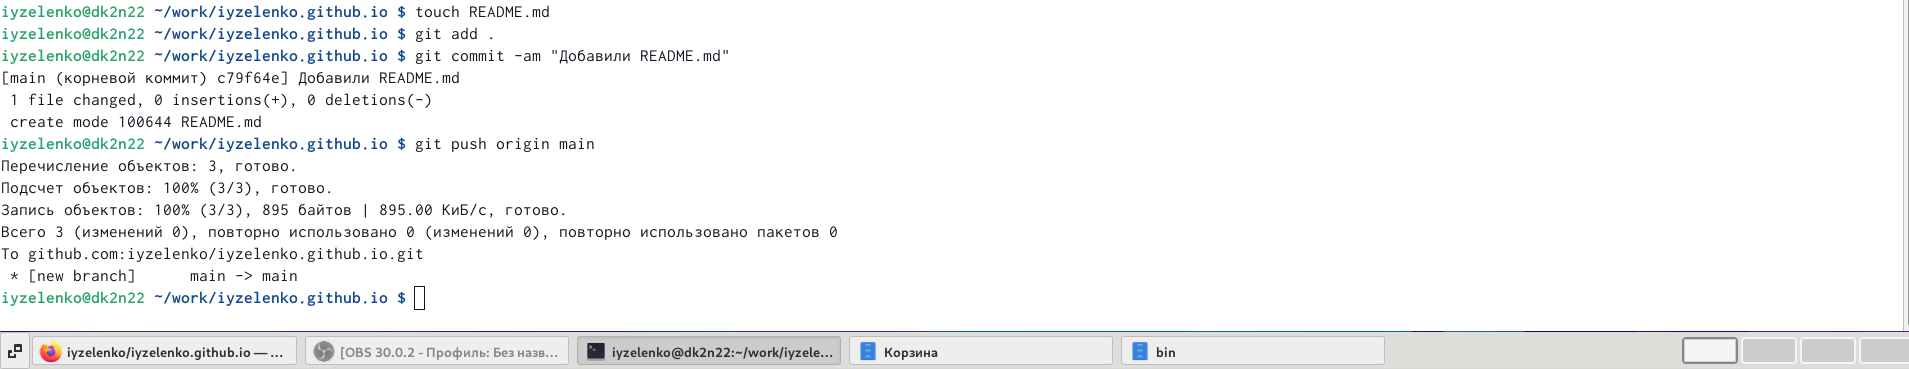 iyzelenko@dk2n22 ~/work/iyzelenko.github.io $ touch README.md
iyzelenko@dk2n22 ~/work/iyzelenko.github.io $ git add .
iyzelenko@dk2n22 ~/work/iyzelenko.github.io $ git commit -am "Добавили README.md"
[main (корневой коммит) c79f64e] Добавили README.md
 1 file changed, 0 insertions(+), 0 deletions(-)
 create mode 100644 README.md
iyzelenko@dk2n22 ~/work/iyzelenko.github.io $ git push origin main
Перечисление объектов: 3, готово.
Подсчет объектов: 100% (3/3), готово.
Запись объектов: 100% (3/3), 895 байтов | 895.00 КиБ/с, готово.
Всего 3 (изменений 0), повторно использовано 0 (изменений 0), повторно использовано пакетов 0
To github.com:iyzelenko/iyzelenko.github.io.git
 * [new branch]      main -> main
iyzelenko@dk2n22 ~/work/iyzelenko.github.io $
iyzelenko/iyzelenko.github.io — ...
[OBS 30.0.2 - Профиль: Без назв...
iyzelenko@dk2n22:~/work/iyzele...
Корзина
bin